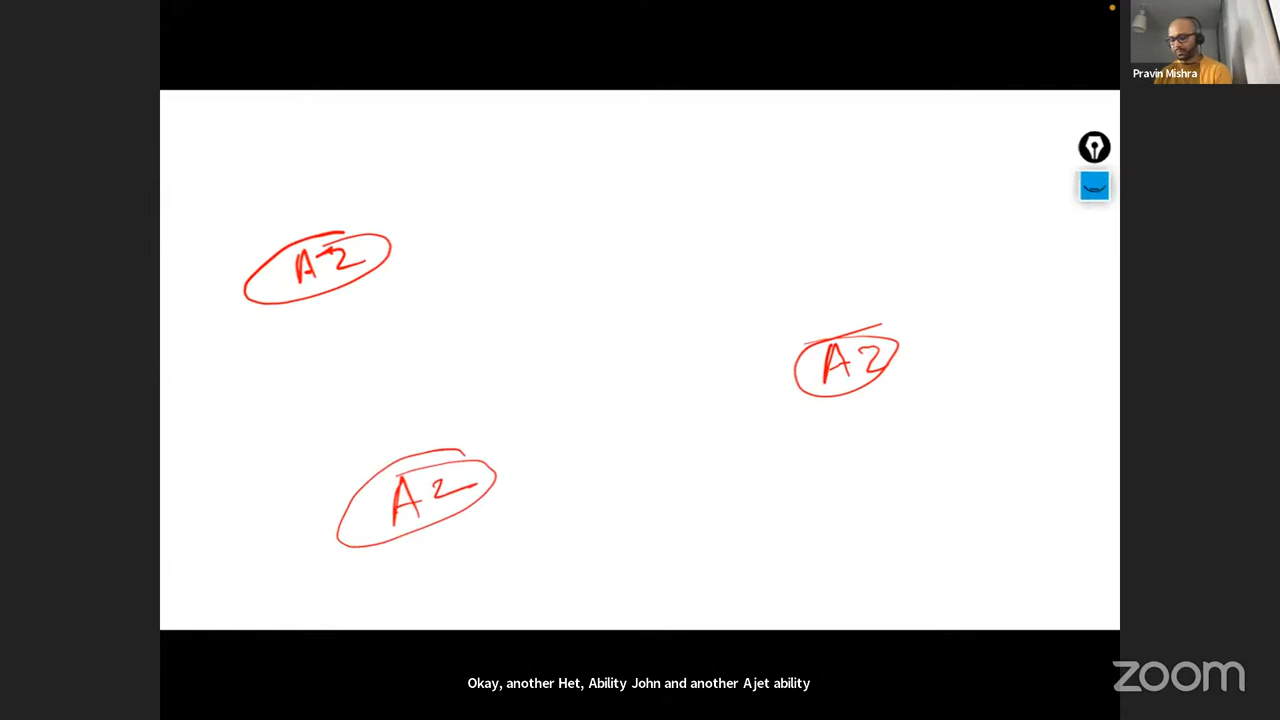 Pravin Mishra
AZ
AZ
AZ
Okay, another Het, Ability John and another Ajet ability
zoom